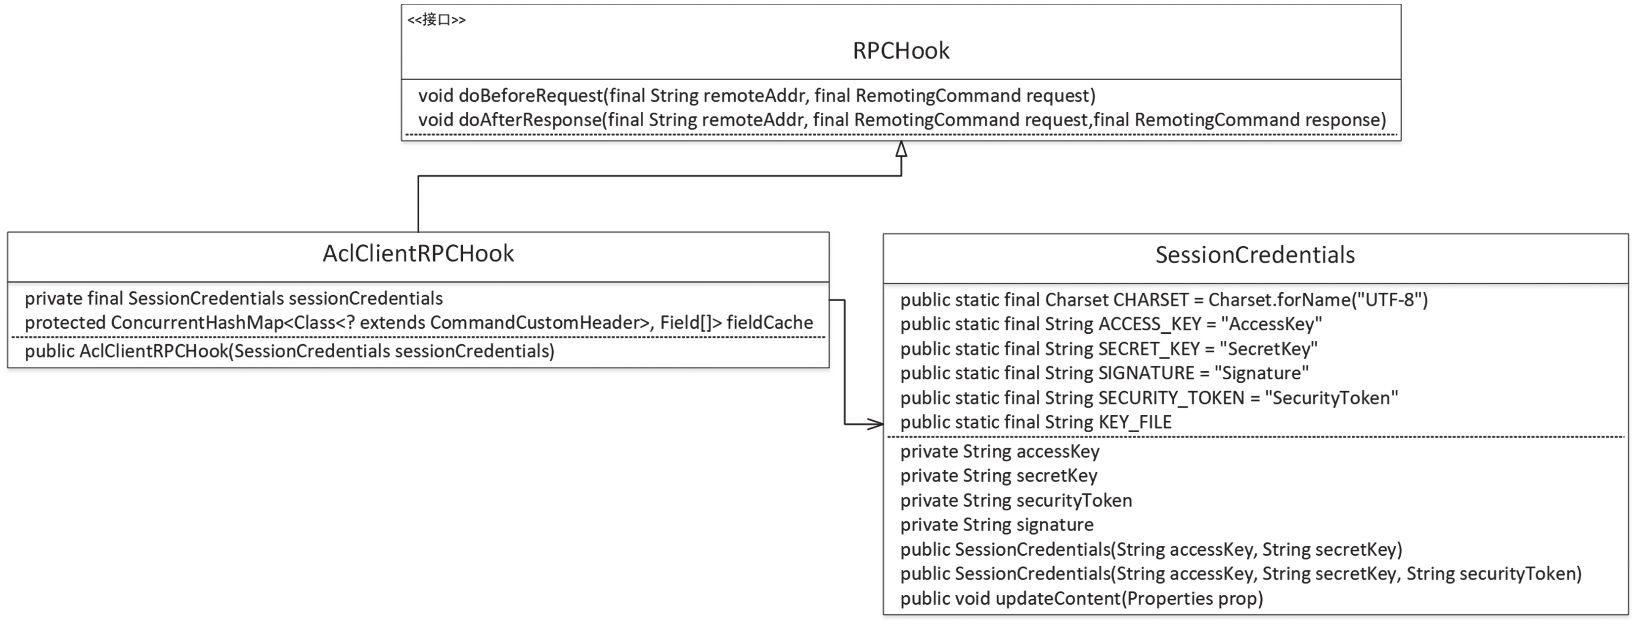 <<接口>>
RPCHook
void doBeforeRequest(final String remoteAddr, final RemotingCommand request)
void doAfterResponse(final String remoteAddr, final RemotingCommand request,final RemotingCommand response)
AclClientRPCHook
private final SessionCredentials sessionCredentials
protected ConcurrentHashMap<Class<? extends CommandCustomHeader>, Field[]> fieldCache
public AclClientRPCHook(SessionCredentials sessionCredentials)
SessionCredentials
public static final Charset CHARSET = Charset.forName("UTF-8")
public static final String ACCESS_KEY = "AccessKey"
public static final String SECRET_KEY = "SecretKey"
public static final String SIGNATURE = "Signature"
public static final String SECURITY_TOKEN = "SecurityToken"
public static final String KEY_FILE
private String accessKey
private String secretKey
private String securityToken
private String signature
public SessionCredentials(String accessKey, String secretKey)
public SessionCredentials(String accessKey, String secretKey, String securityToken)
public void updateContent(Properties prop)